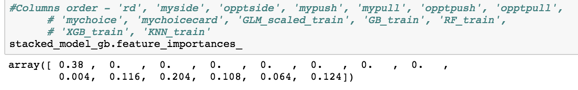 #Columns order - 'rd', 'myside', 'opptside', 'mypush', 'mypull', 'opptpush', 'opptpull',
# 'mychoice', 'mychoicecard', 'GLM_scaled_train', 'GB_train', 'RF_train',
# 'XGB_train', 'KNN_train'
stacked_model_gb.feature_importances_
array([ 0.38 , 0. , 0. , 0. , 0. , 0. , 0. , 0. ,
0.004, 0.116, 0.204, 0.108, 0.064, 0.124])